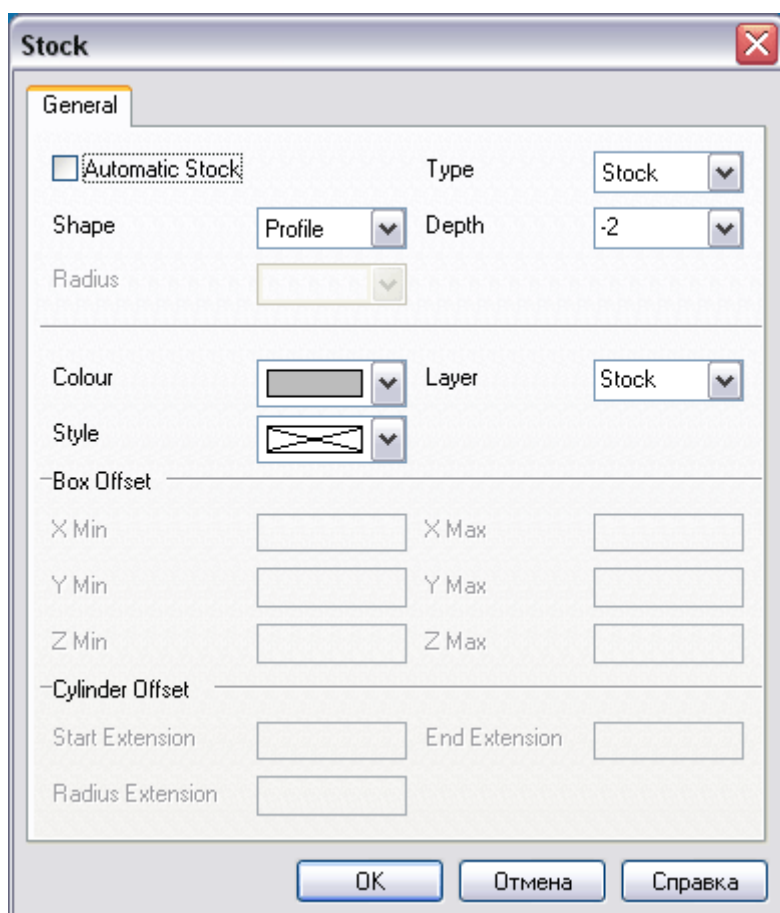 Stock
General
Automatic Stock Type Stock
Shape Profile Depth -2
Radius
Colour Layer Stock
Style
Box Offset
X Min X Max
Y Min Y Max
Z Min Z Max
Cylinder Offset
Start Extension End Extension
Radius Extension
OK Отмена Справка